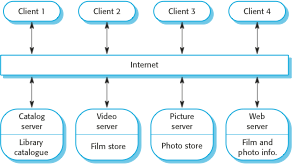 Client 1 Client 2 Client 3 Client 4
Internet
Catalog Video Picture Web
server server server server
Library Film store Photo store Film and
catalogue photo info.